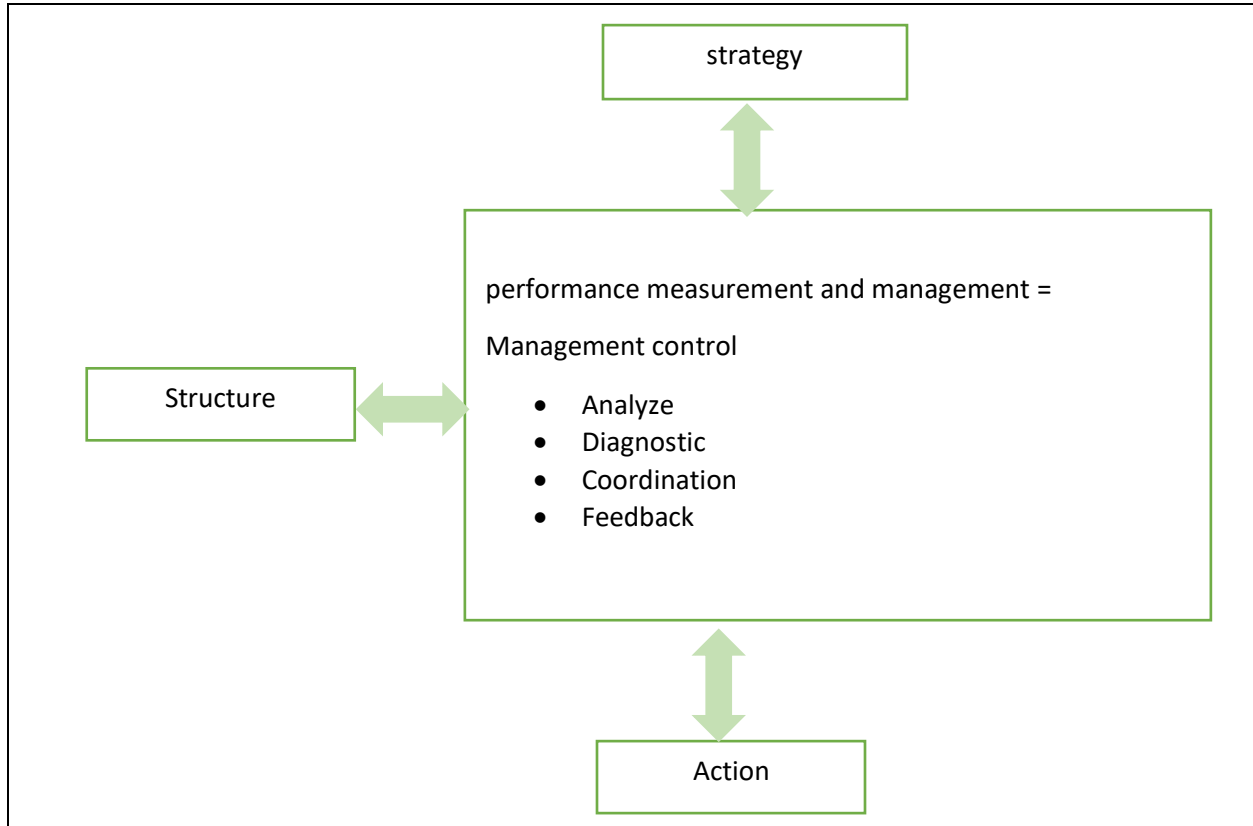 strategy
performance measurement and management =
Management control
Structure
• Analyze
• Diagnostic
• Coordination
• Feedback
Action